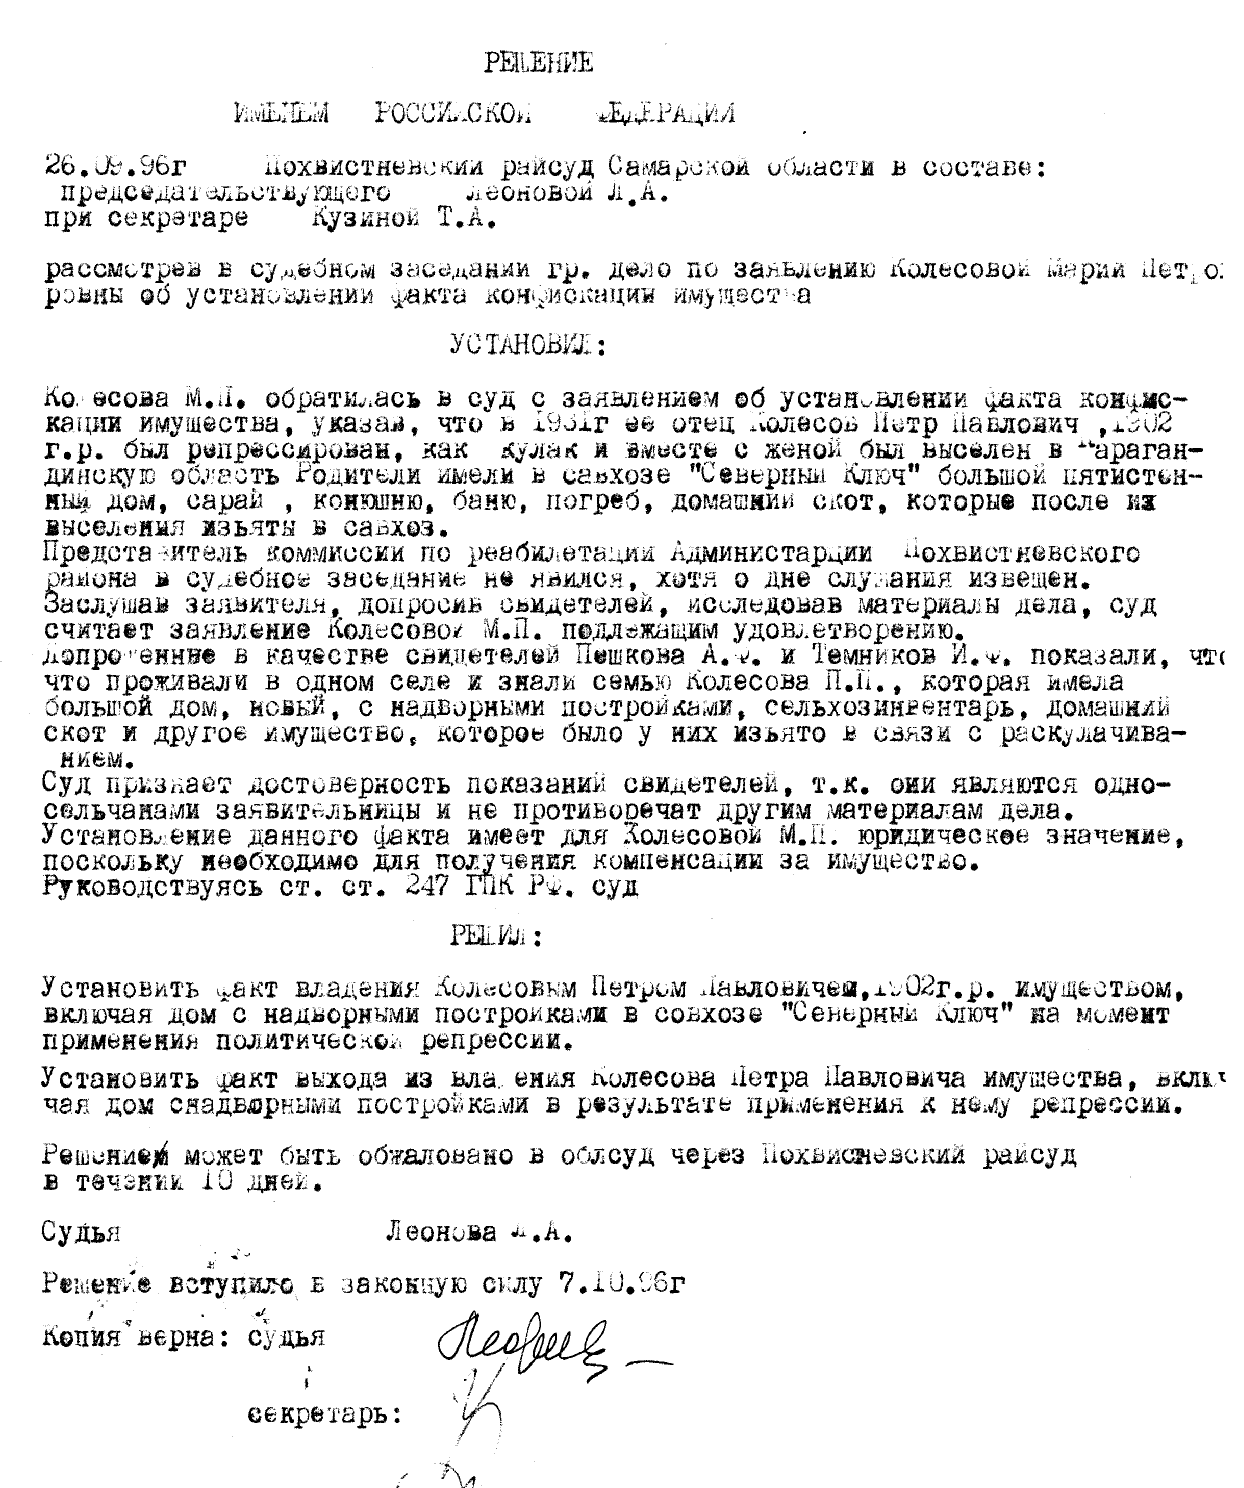 РЕШЕНИЕ
ИМЕНЕМ РОССИЙСКОЙ ФЕДЕРАЦИИ
26.09.96г Похвистневский райсуд Самарской области в составе:
председательствующего Леоновой Л.А.
при секретаре Кузиной Т.А.
рассмотрев в судебном заседании гр. дело по заявлению Колесовой Марии Петро
ровны об установлении факта конфискации имущества
УСТАНОВИЛ:
Колесова М.П. обратилась в суд с заявлением об установлении факта конфис-
кации имущества, указав, что в 1931г ее отец Колесов Петр Павлович ,1902
г.р. был репрессирован, как кулак и вместе с женой был выселен в Караган-
динскую область Родители имели в савхозе "Северный Ключ" большой пятистен-
ный дом, сарай , конюшню, баню, погреб, домашний скот, которые после их
выселения изьяты в савхоз.
Представитель коммиссии по реабилетации Администарции Похвистневского
района в судебное заседание не явился, хотя о дне слушания извещен.
Заслушав заявителя, допросив свидетелей, исследовав материалы дела, суд
считает заявление Колесовой М.П. подлежащим удовлетворению.
Допрошенные в качестве свидетелей Пешкова А.Ф. и Темников И.Ф. показали, что
что проживали в одном селе и знали семью Колесова П.П., которая имела
большой дом, новый, с надворными постройками, сельхозинвентарь, домашний
скот и другое имущество, которое было у них изьято в связи с раскулачива-
нием.
Суд признает достоверность показаний свидетелей, т.к. они являются одно-
сельчанами заявительницы и не противоречат другим материалам дела.
Установление данного факта имеет для Колесовой М.П. юридическое значение,
поскольку необходимо для получения компенсации за имущество.
Руководствуясь ст. ст. 247 ГПК РФ. суд
РЕШИЛ:
Установить факт владения Колесовым Петром Павловичем,1902г.р. имуществом,
включая дом с надворными постройками в совхозе "Северный Ключ" на момент
применения политической репрессии.
Установить факт выхода из владения Колесова Петра Павловича имущества, включ
чая дом снадворными постройками в результате применения к нему репрессии.
Решение может быть обжаловано в облсуд через Похвисневский райсуд
в течении 10 дней.
Судья Леонова Л.А.
Решение вступило в законную силу 7.10.96г
Копия верна: судья
секретарь: